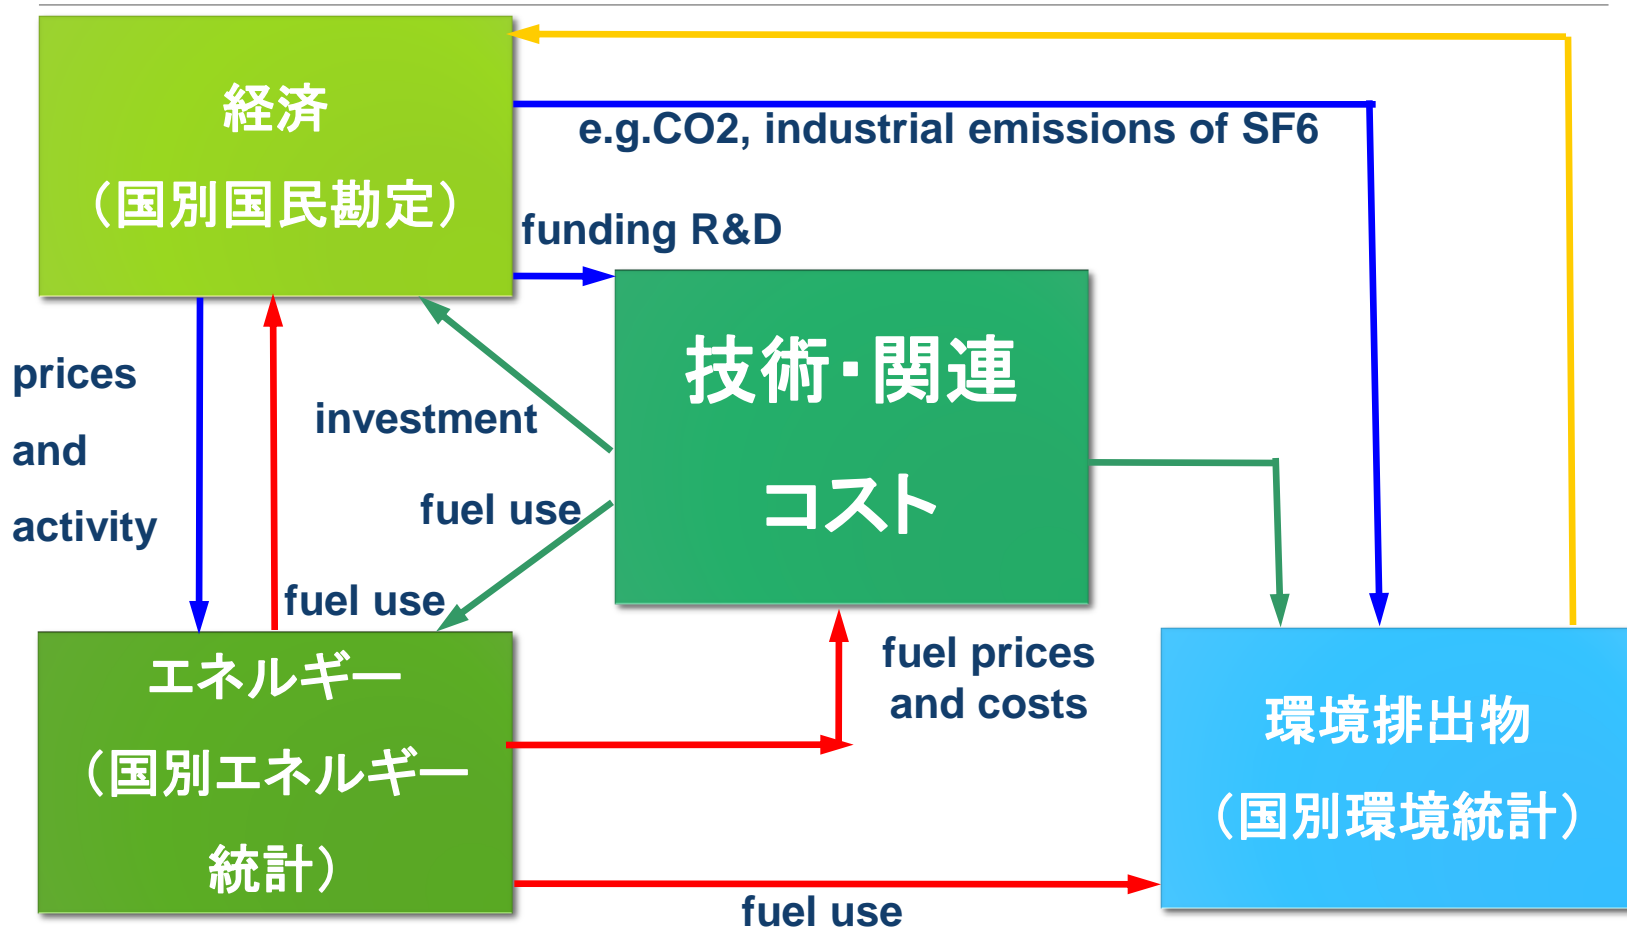 経済
（国別国民勘定）
e.g.CO2, industrial emissions of SF6
funding R&D
prices
and
activity
investment
fuel use
fuel use
技術・関連
コスト
エネルギー
（国別エネルギー
統計）
fuel prices
and costs
環境排出物
（国別環境統計）
fuel use